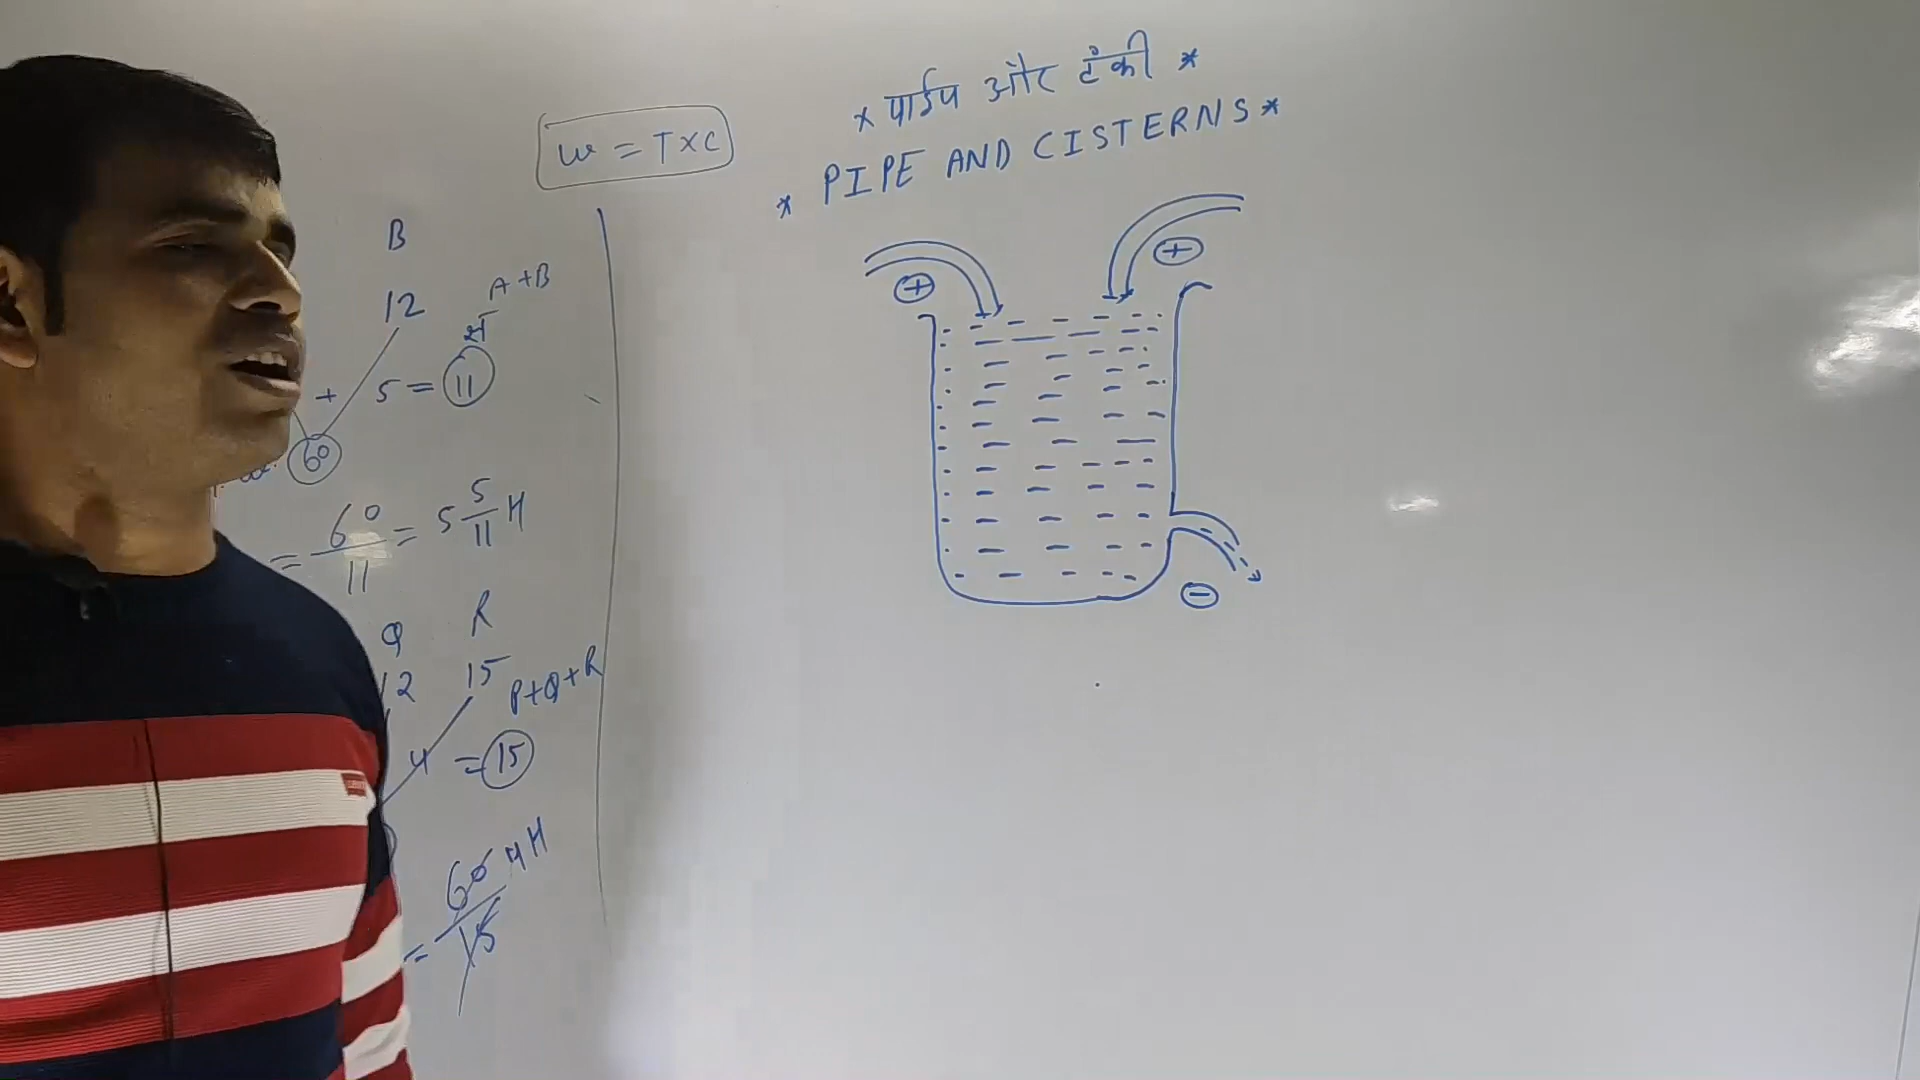 * पाईप और टंकी *
* PIPE AND CISTERNS *
W = T×C
B
12
A+B
+ 5 = 11
60
= 60/11 = 5 5/11 H
Q R
12 15
P+Q+R
4 = 15
= 60/15 4H
+ +
-